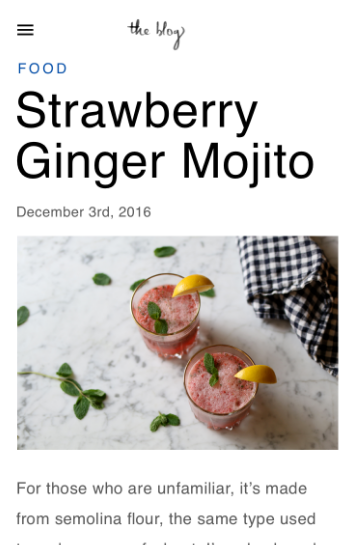 the blog
FOOD
Strawberry
Ginger Mojito
December 3rd, 2016
For those who are unfamiliar, it’s made
from semolina flour, the same type used